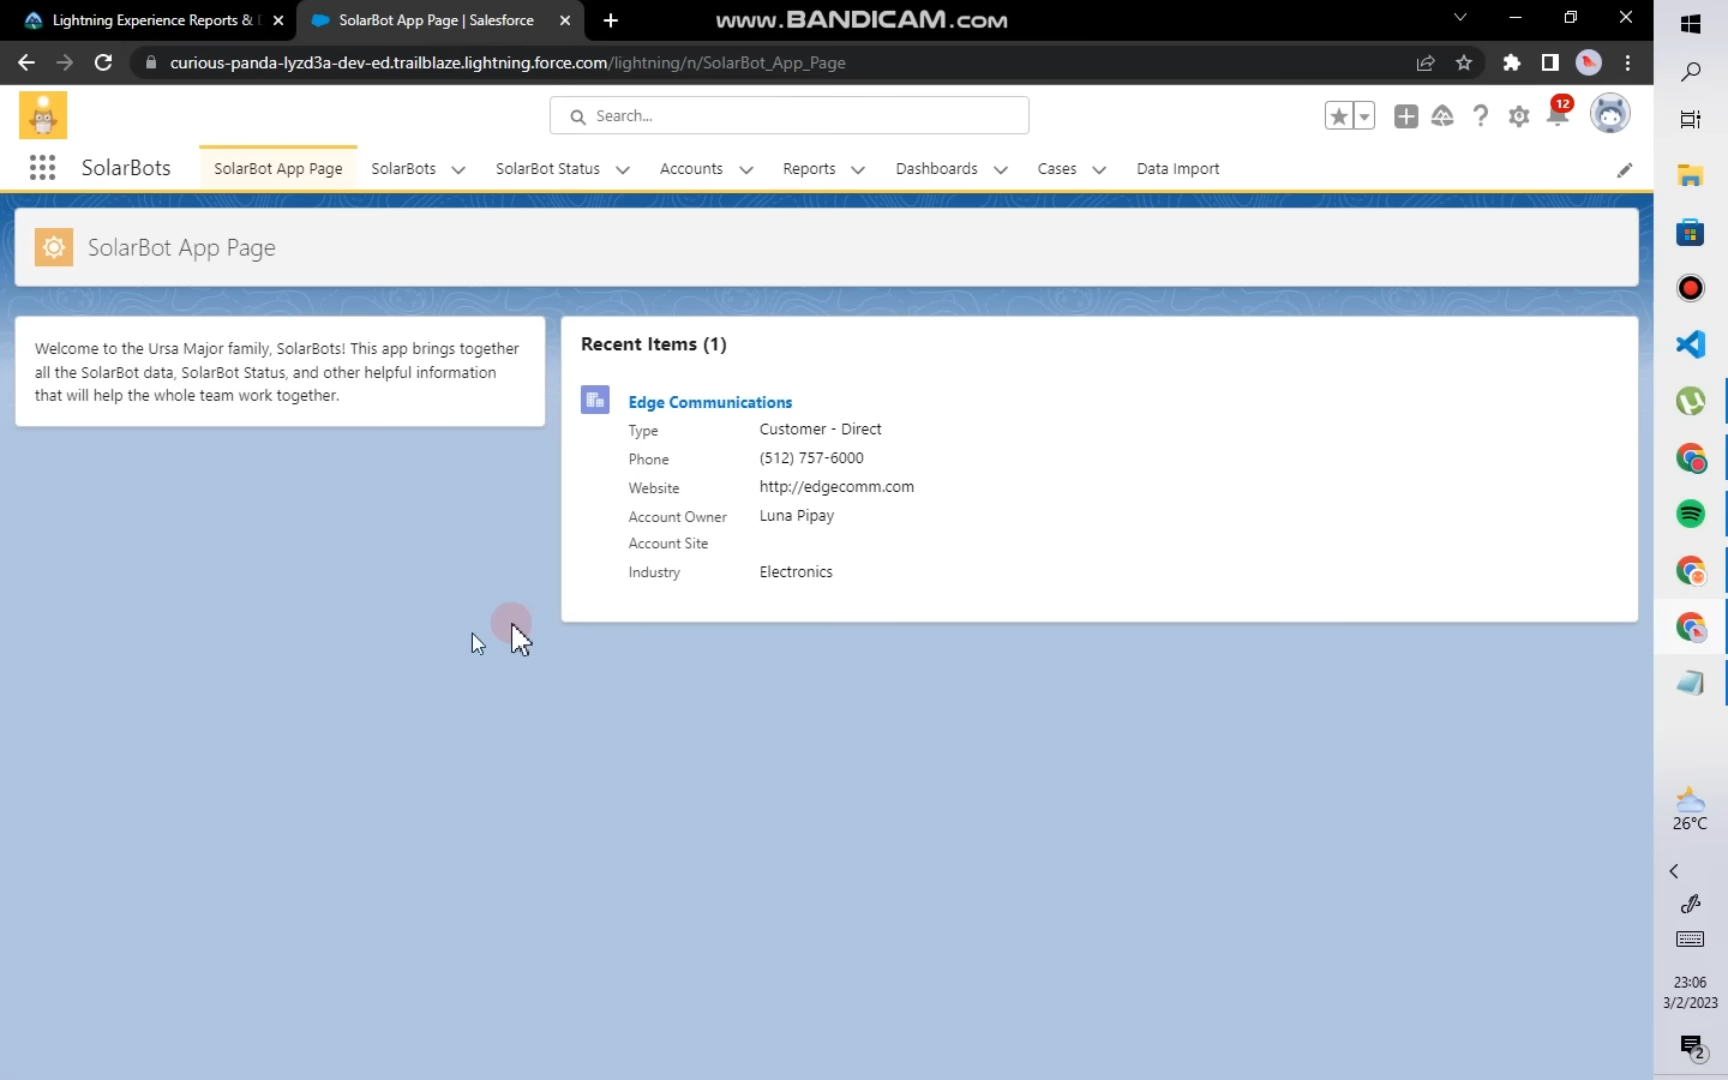 Lightning Experience Reports &
SolarBot App Page | Salesforce
www.BANDICAM.com
curious-panda-lyzd3a-dev-ed.trailblaze.lightning.force.com/lightning/n/SolarBot_App_Page
Search...
12
SolarBots
SolarBot App Page
SolarBots
SolarBot Status
Accounts
Reports
Dashboards
Cases
Data Import
SolarBot App Page
Welcome to the Ursa Major family, SolarBots! This app brings together
all the SolarBot data, SolarBot Status, and other helpful information
that will help the whole team work together.
Recent Items (1)
Edge Communications
Type Customer - Direct
Phone (512) 757-6000
Website http://edgecomm.com
Account Owner Luna Pipay
Account Site
Industry Electronics
26°C
23:06
3/2/2023
2